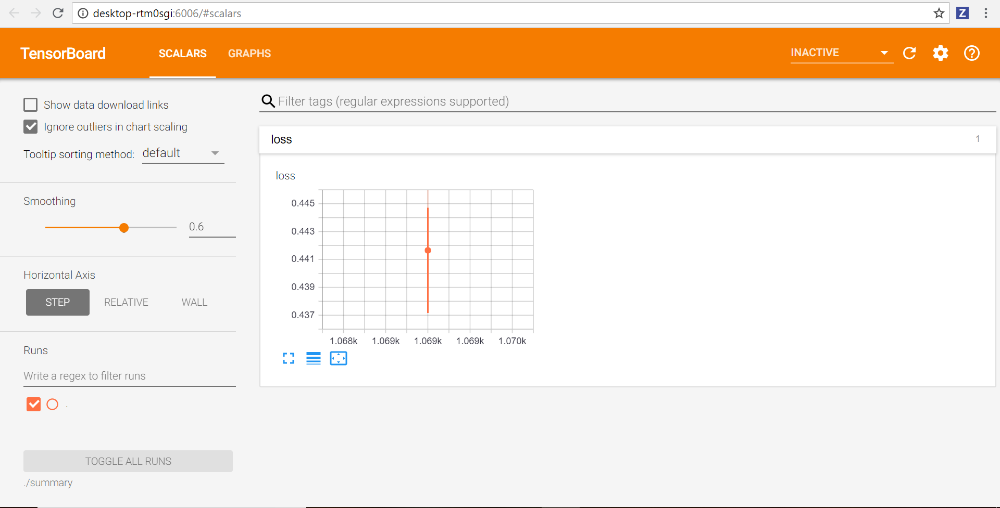 desktop-rtm0sgi:6006/#scalars
Z
TensorBoard SCALARS GRAPHS INACTIVE
Show data download links
Ignore outliers in chart scaling
Tooltip sorting method: default
Smoothing
0.6
Horizontal Axis
STEP RELATIVE WALL
Runs
Write a regex to filter runs
.
TOGGLE ALL RUNS
./summary
Filter tags (regular expressions supported)
loss 1
loss
0.445
0.443
0.441
0.439
0.437
1.068k 1.069k 1.069k 1.069k 1.070k